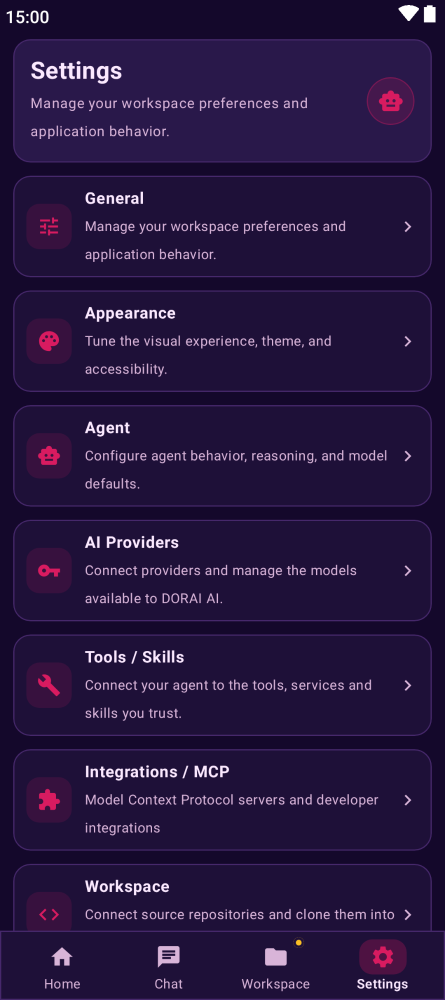 15:00
Settings
Manage your workspace preferences and
application behavior.
General
Manage your workspace preferences and
application behavior.
Appearance
Tune the visual experience, theme, and
accessibility.
Agent
Configure agent behavior, reasoning, and model
defaults.
AI Providers
Connect providers and manage the models
available to DORAI AI.
Tools / Skills
Connect your agent to the tools, services and
skills you trust.
Integrations / MCP
Model Context Protocol servers and developer
integrations
Workspace
Connect source repositories and clone them into
Home
Chat
Workspace
Settings